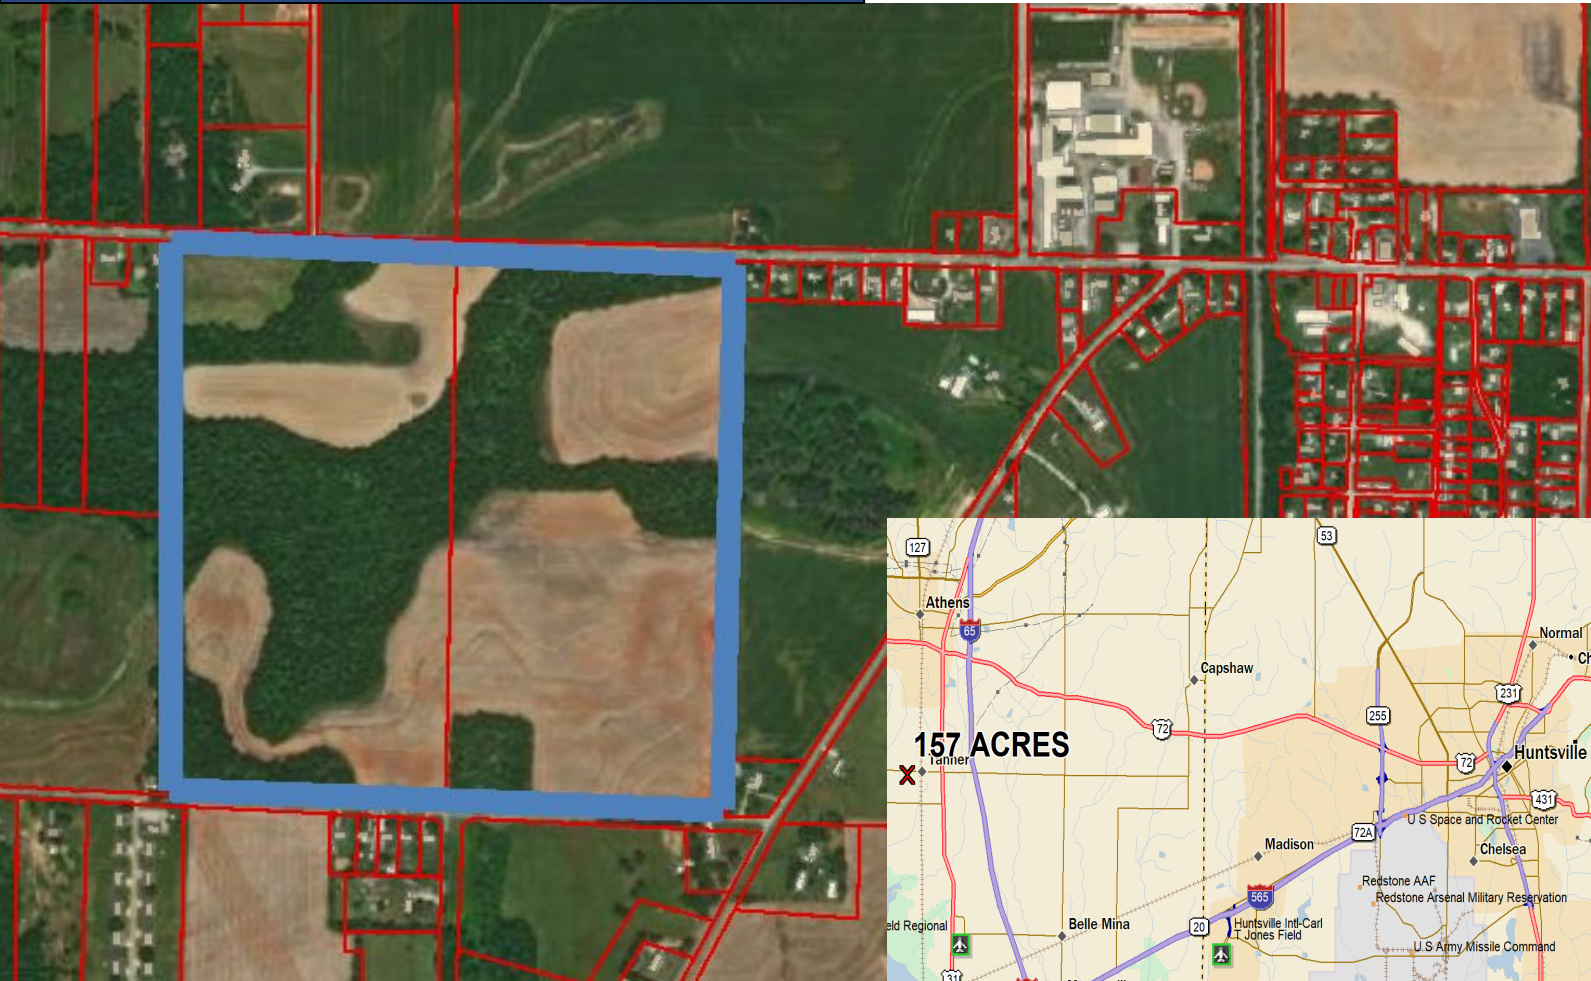 53
127
Athens
65
Normal
Ch
Capshaw
231
255
72
157 ACRES
Huntsville
Tanner
X
72
431
U S Space and Rocket Center
72A
Madison
Chelsea
Redstone AAF
565
Redstone Arsenal Military Reservation
eld Regional
Belle Mina
20
Huntsville Intl-Carl
T Jones Field
U.S Army Missile Command
31